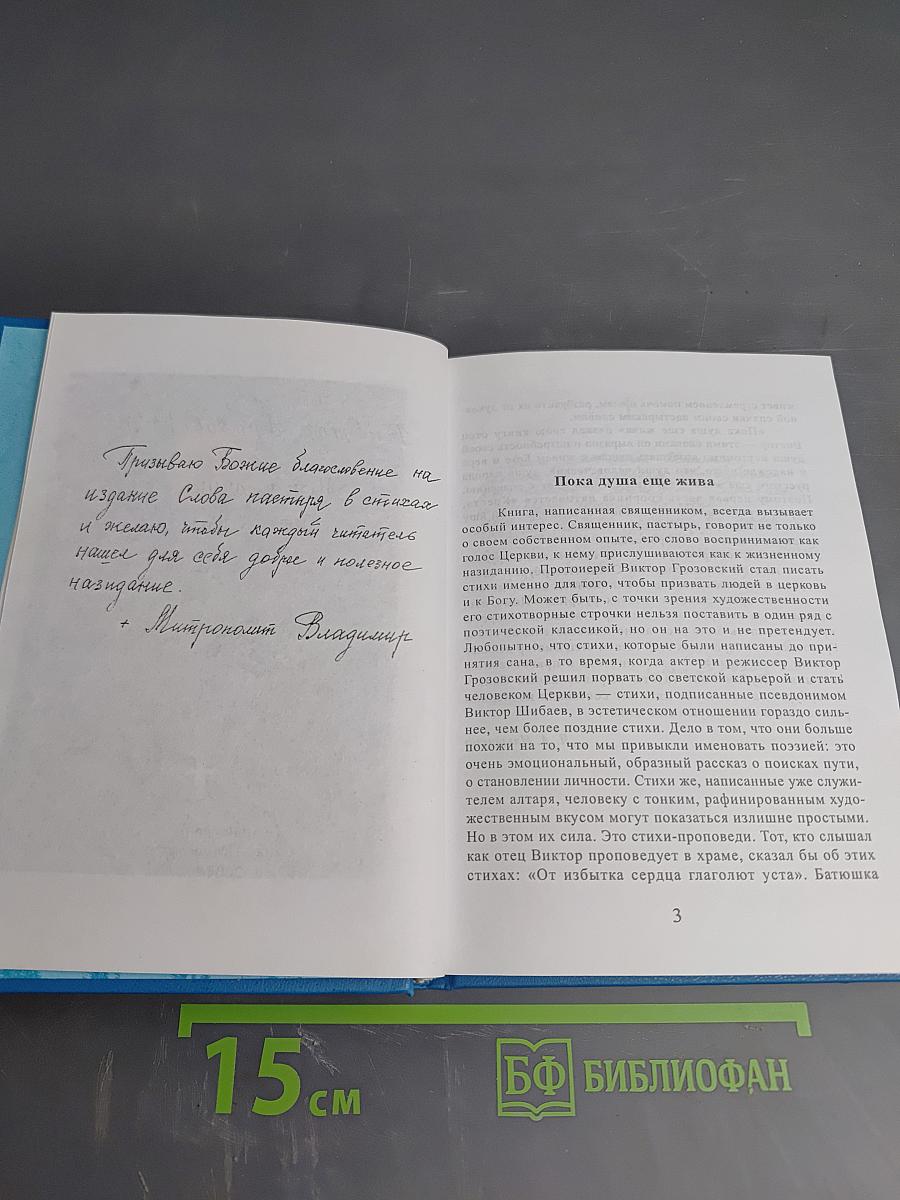 Призываю Божие благословение на
издание Слова пастыря в стихах
и желаю, чтобы каждый читатель
нашел для себя доброе и полезное
назидание.
+ Митрополит Владимир
Пока душа еще жива
Книга, написанная священником, всегда вызывает
особый интерес. Священник, пастырь, говорит не только
о своем собственном опыте, его слово воспринимают как
голос Церкви, к нему прислушиваются как к жизненному
назиданию, Протоиерей Виктор Грозовский стал писать
стихи именно для того, чтобы призвать людей в церковь
и к Богу. Может быть, с точки зрения художественности
его стихотворные строчки нельзя поставить в один ряд с
поэтической классикой, но он на это и не претендует.
Любопытно, что стихи, которые были написаны до при-
нятия сана, в то время, когда актер и режиссер Виктор
Грозовский решил порвать со светской карьерой и стать
человеком Церкви, — стихи, подписанные псевдонимом
Виктор Шибаев, в эстетическом отношении гораздо силь-
нее, чем более поздние стихи. Дело в том, что они больше
похожи на то, что мы привыкли именовать поэзией: это
очень эмоциональный, образный рассказ о поисках пути,
о становлении личности. Стихи же, написанные уже служи-
телем алтаря, человеку с тонким, рафинированным худо-
жественным вкусом могут показаться излишне простыми.
Но в этом их сила. Это стихи-проповеди. Тот, кто слышал
как отец Виктор проповедует в храме, сказал бы об этих
стихах: «От избытка сердца глаголют уста». Батюшка
3
15 см
БФ БИБЛИОФАН